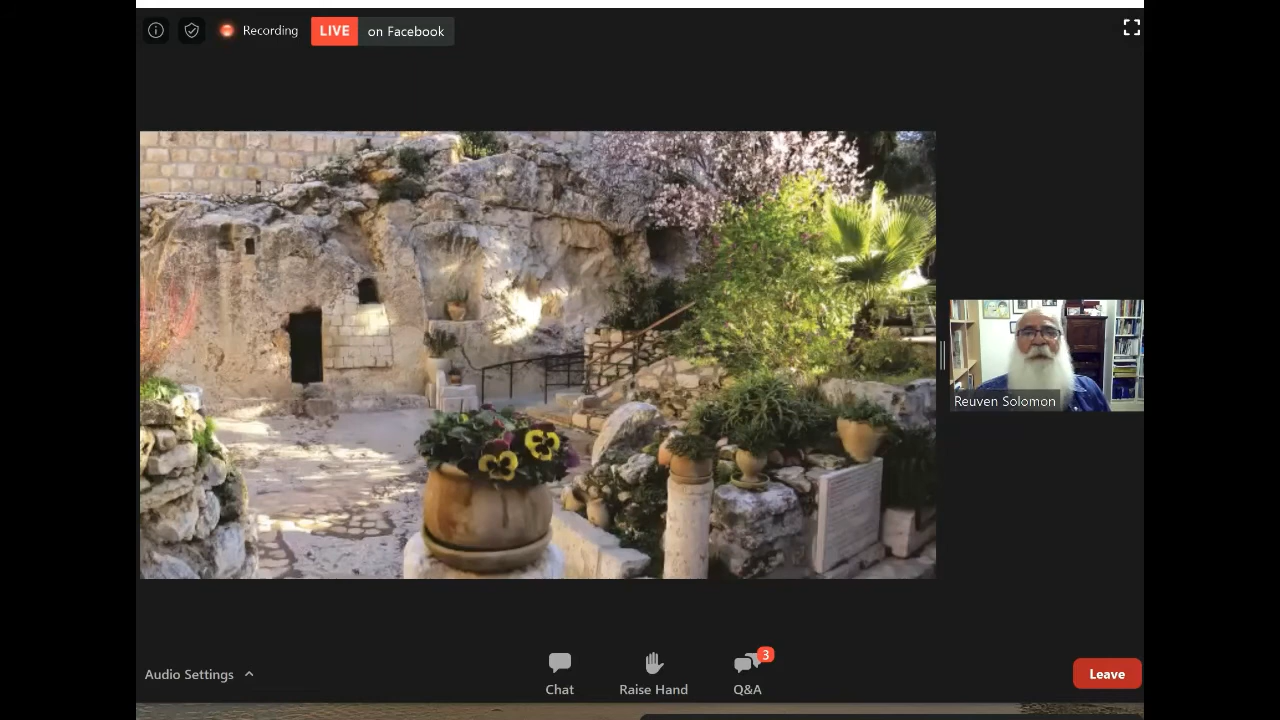 Recording
LIVE on Facebook
Reuven Solomon
Audio Settings
Chat
Raise Hand
3
Q&A
Leave